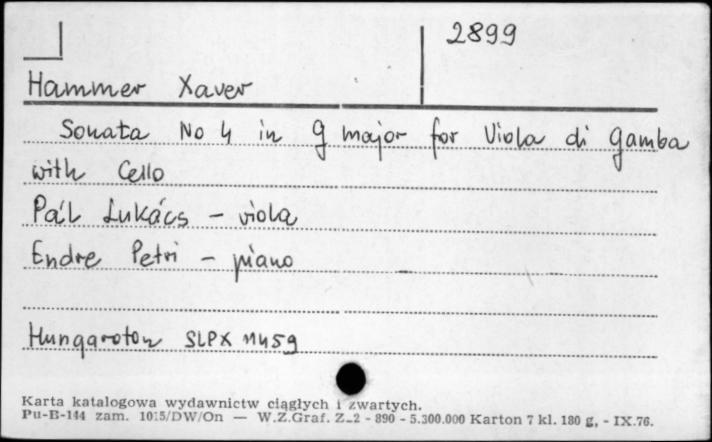 2899
Hammer Xaver
Sonata No 4 in g major for Viola di gamba
with Cello
Pál Lukács - viola
Endre Petri - piano
Hungaroton SLPX 11459
Karta katalogowa wydawnictw ciągłych i zwartych.
Pu-B-144 zam. 1015/DW/On — W.Z.Graf. Z-2 - 890 - 5.300.000 Karton 7 kl. 180 g, - IX.76.